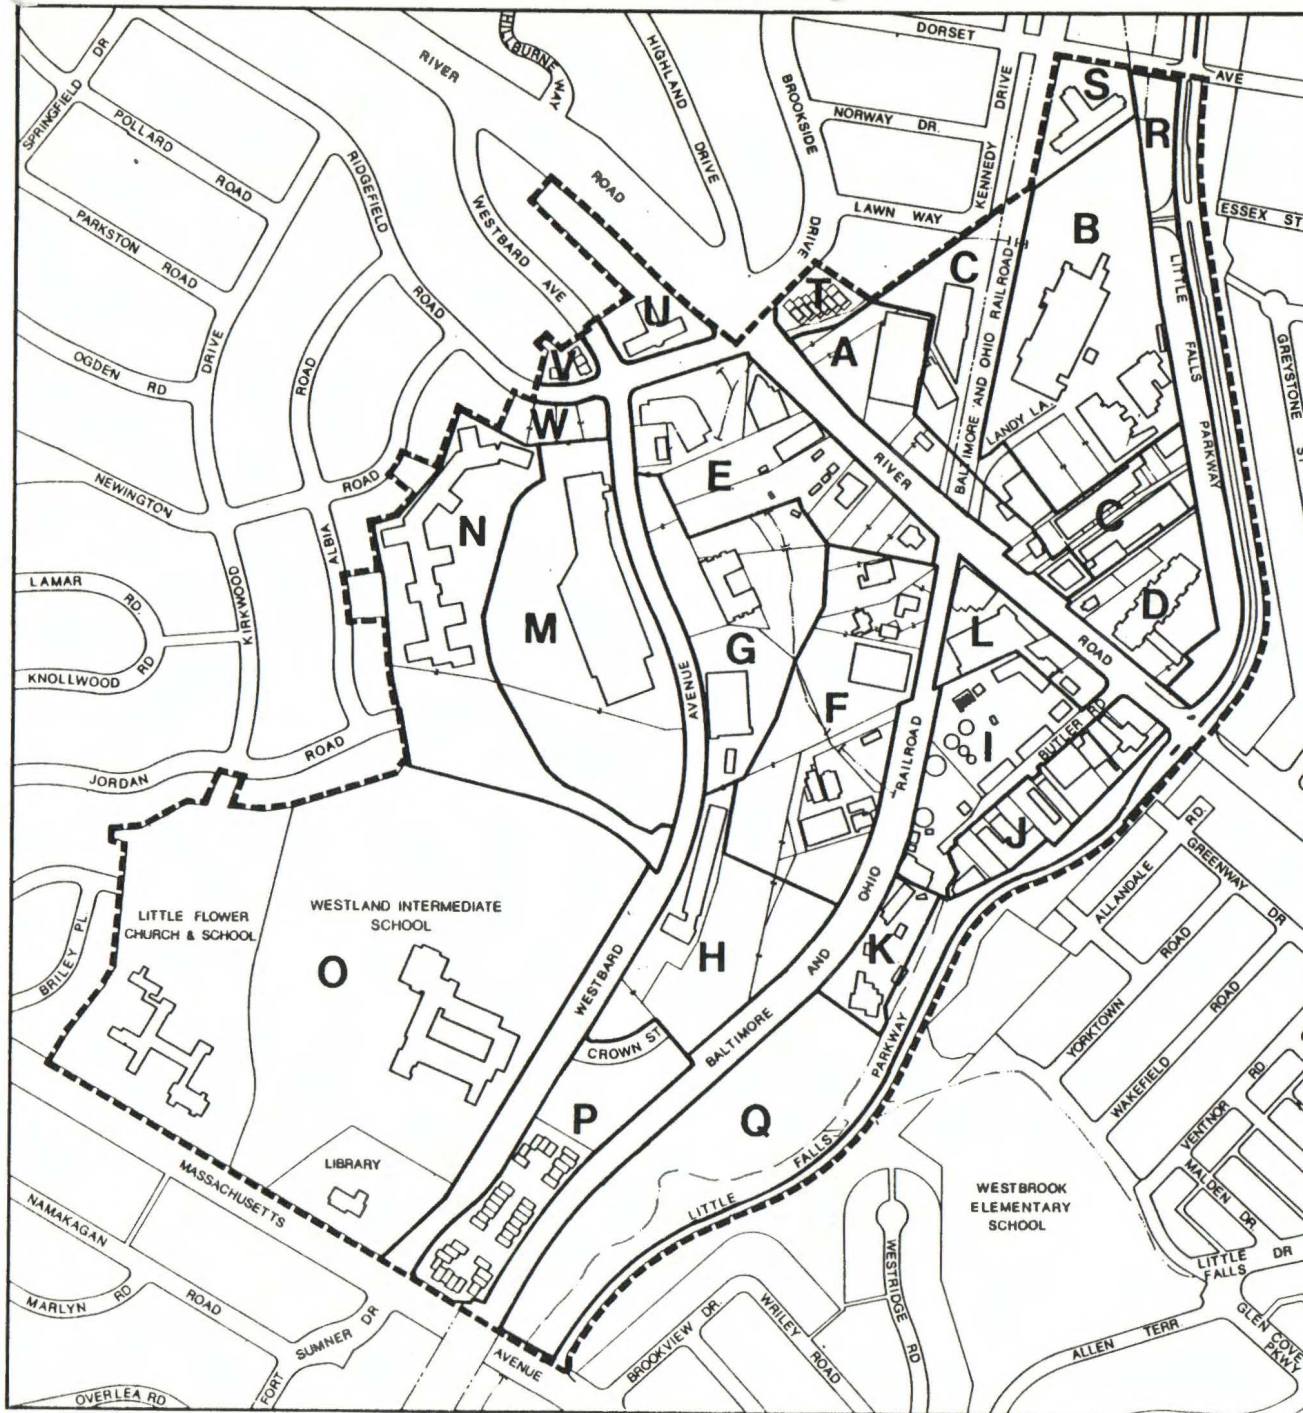 SPRINGFIELD DR
POLLARD ROAD
PARKSTON ROAD
OGDEN RD
NEWINGTON ROAD
LAMAR RD.
KNOLLWOOD RD
KIRKWOOD DRIVE
ALBIA ROAD
RIDGEFIELD ROAD
JORDAN ROAD
BRILEY PL.
RIVER ROAD
WESTBARD AVE
HIGHLAND DRIVE
BROOKSIDE DRIVE
NORWAY DR.
LAWN WAY
KENNEDY DRIVE
DORSET AVE
ESSEX ST
LITTLE FALLS PARKWAY
LANDY LA.
BALTIMORE AND OHIO RAILROAD
RIVER ROAD
BUTLER RD
S
R
B
C
T
A
U
V
W
E
C
D
N
M
G
L
F
I
I
J
LITTLE FLOWER
CHURCH & SCHOOL
WESTLAND INTERMEDIATE
SCHOOL
O
H
K
WESTBARD AVENUE
BALTIMORE AND OHIO RAILROAD
CROWN ST
P
Q
LIBRARY
LITTLE FALLS PARKWAY
MASSACHUSETTS AVENUE
NAMAKAGAN ROAD
MARLYN RD
FORT SUMNER DR
OVERLEA RD
BROOKVIEW DR.
WRILEY ROAD
WESTRIDGE RD
WESTBROOK
ELEMENTARY
SCHOOL
ALLANDALE RD.
GREENWAY DR
YORKTOWN ROAD
WAKEFIELD ROAD
VENTNOR RD
MALDEN DR.
LITTLE FALLS DR
GLEN COVE PKWY
ALLEN TERR.